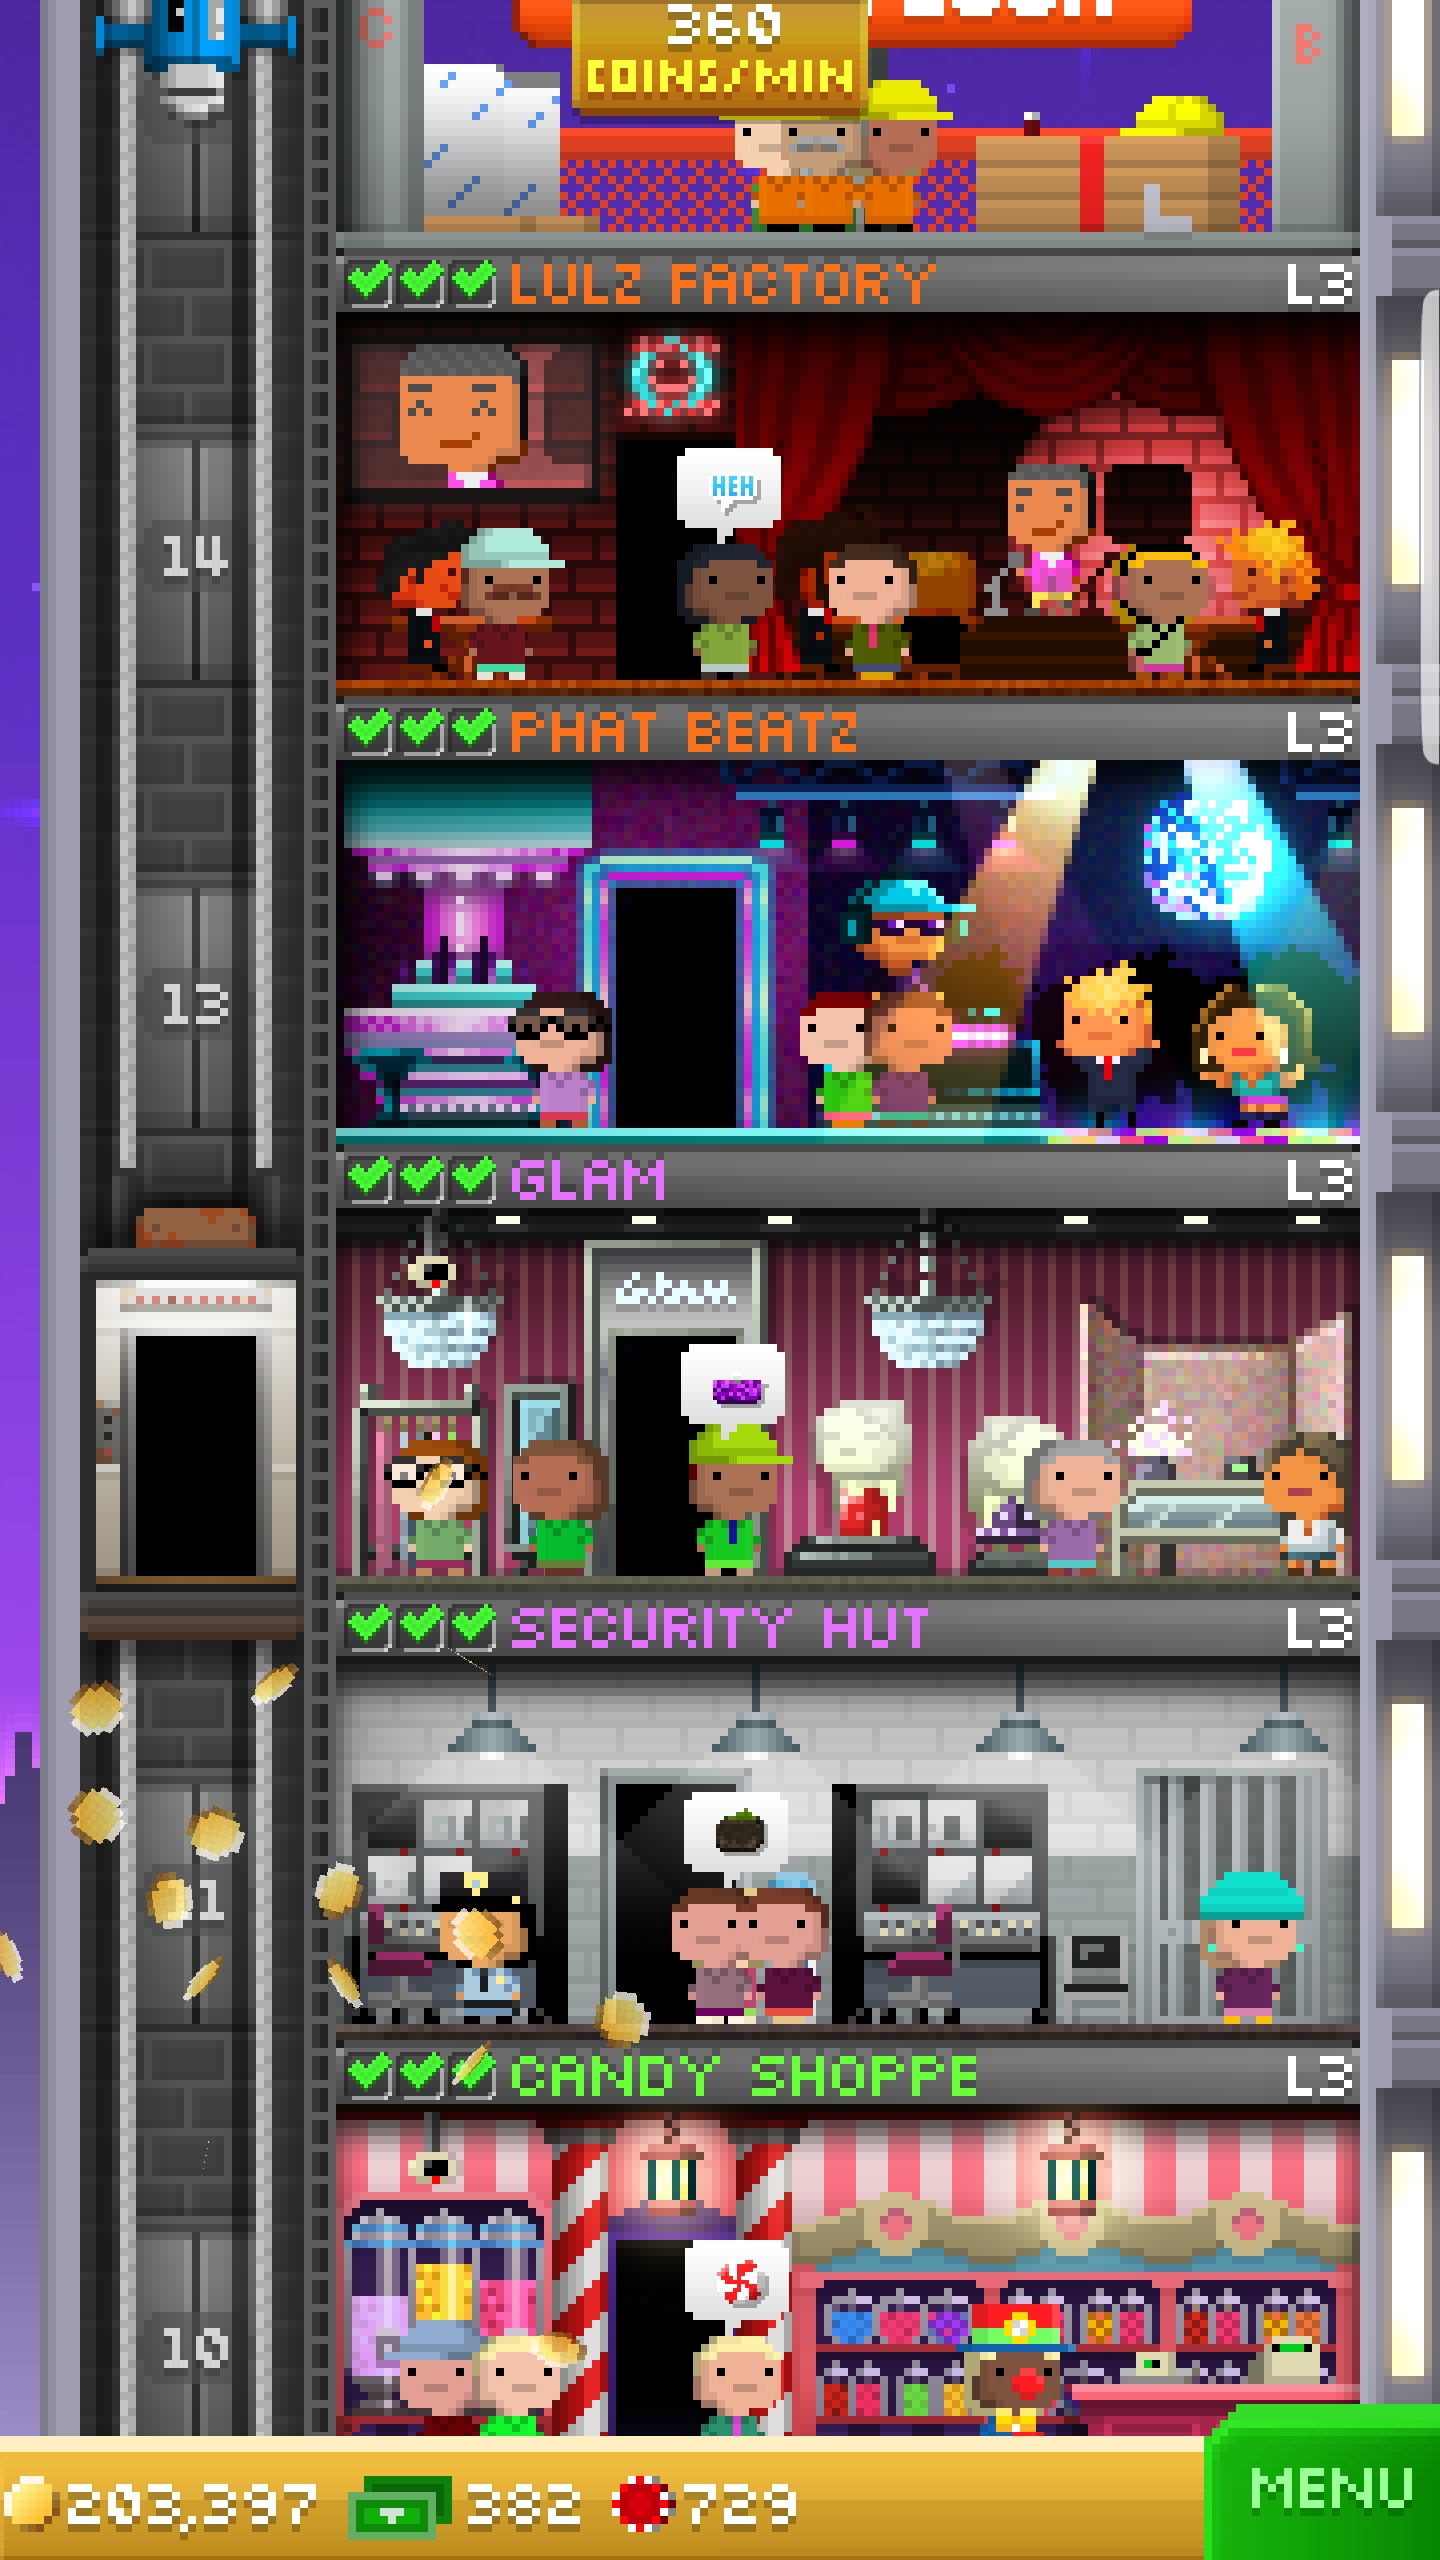 C
360
COINS/MIN
B
LULZ FACTORY L3
HEH
14
PHAT BEATZ L3
13
GLAM L3
Glam
SECURITY HUT L3
CANDY SHOPPE L3
10
203,397 382 729
MENU